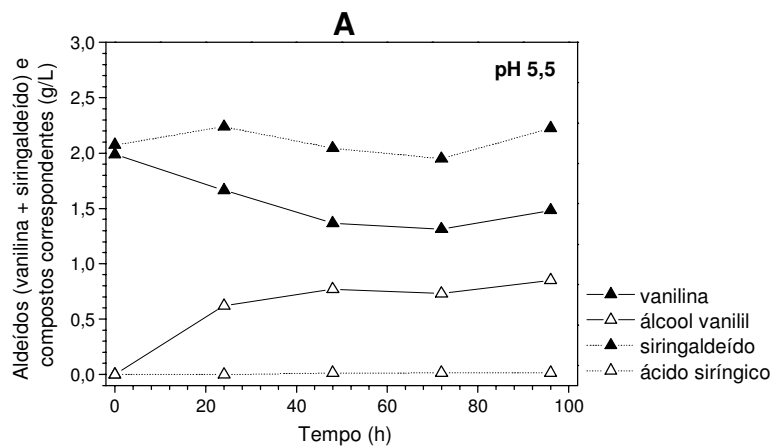 A
pH 5,5
Aldeídos (vanilina + siringaldeído) e
compostos correspondentes (g/L)
3,0
2,5
2,0
1,5
1,0
0,5
0,0
0 20 40 60 80 100
Tempo (h)
vanilina
álcool vanilil
siringaldeído
ácido siríngico